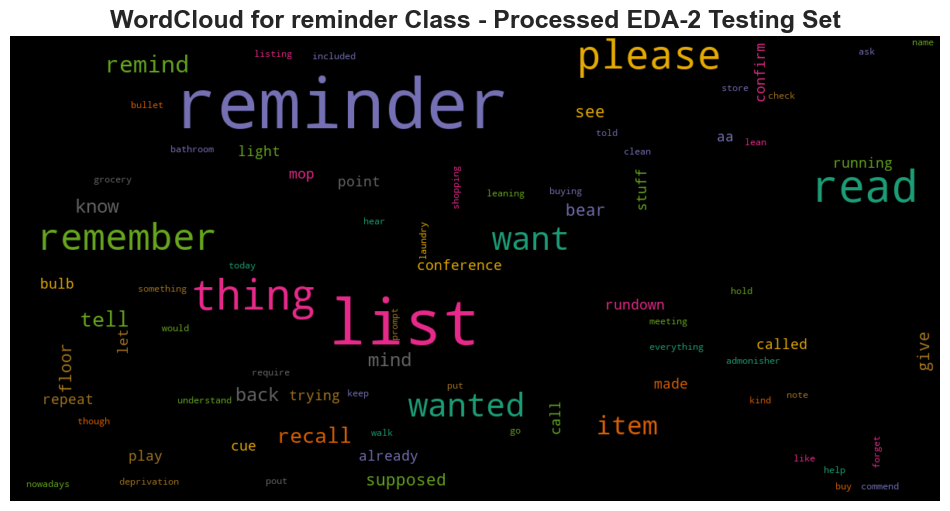 WordCloud for reminder Class - Processed EDA-2 Testing Set
remind
listing
included
please
confirm
ask
name
reminder
bullet
see
store
check
told
aa
lean
bathroom
light
clean
running
grocery
mop
point
shopping
leaning
buying
stuff
read
know
bear
remember
hear
laundry
want
today
conference
bulb
something
thing
list
prompt
rundown
hold
tell
let
would
meeting
everything
called
admonisher
give
floor
require
mind
made
kind
note
repeat
understand
back
trying
keep
put
wanted
call
item
though
cue
recall
walk
go
play
already
like
help
forget
nowadays
deprivation
pout
supposed
buy
commend